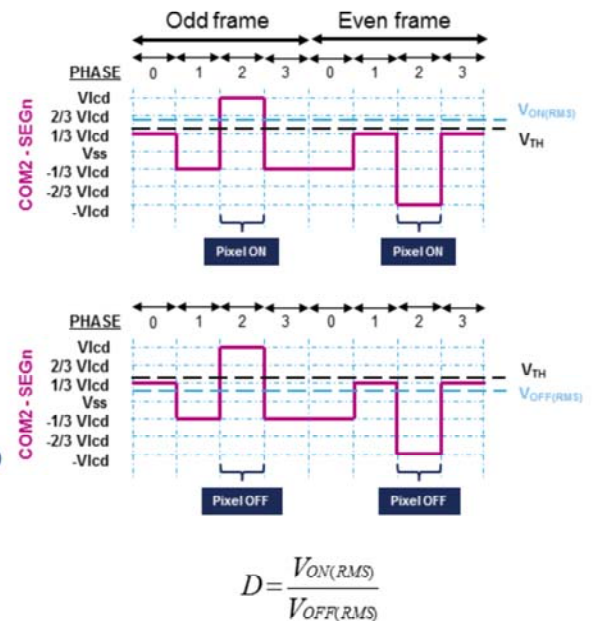 Odd frame Even frame
PHASE 0 1 2 3 0 1 2 3
COM2 - SEGn
Vlcd
2/3 Vlcd
1/3 Vlcd
Vss
-1/3 Vlcd
-2/3 Vlcd
-Vlcd
VON(RMS)
VTH
Pixel ON Pixel ON
PHASE 0 1 2 3 0 1 2 3
COM2 - SEGn
Vlcd
2/3 Vlcd
1/3 Vlcd
Vss
-1/3 Vlcd
-2/3 Vlcd
-Vlcd
VTH
VOFF(RMS)
Pixel OFF Pixel OFF
D = VON(RMS)
VOFF(RMS)